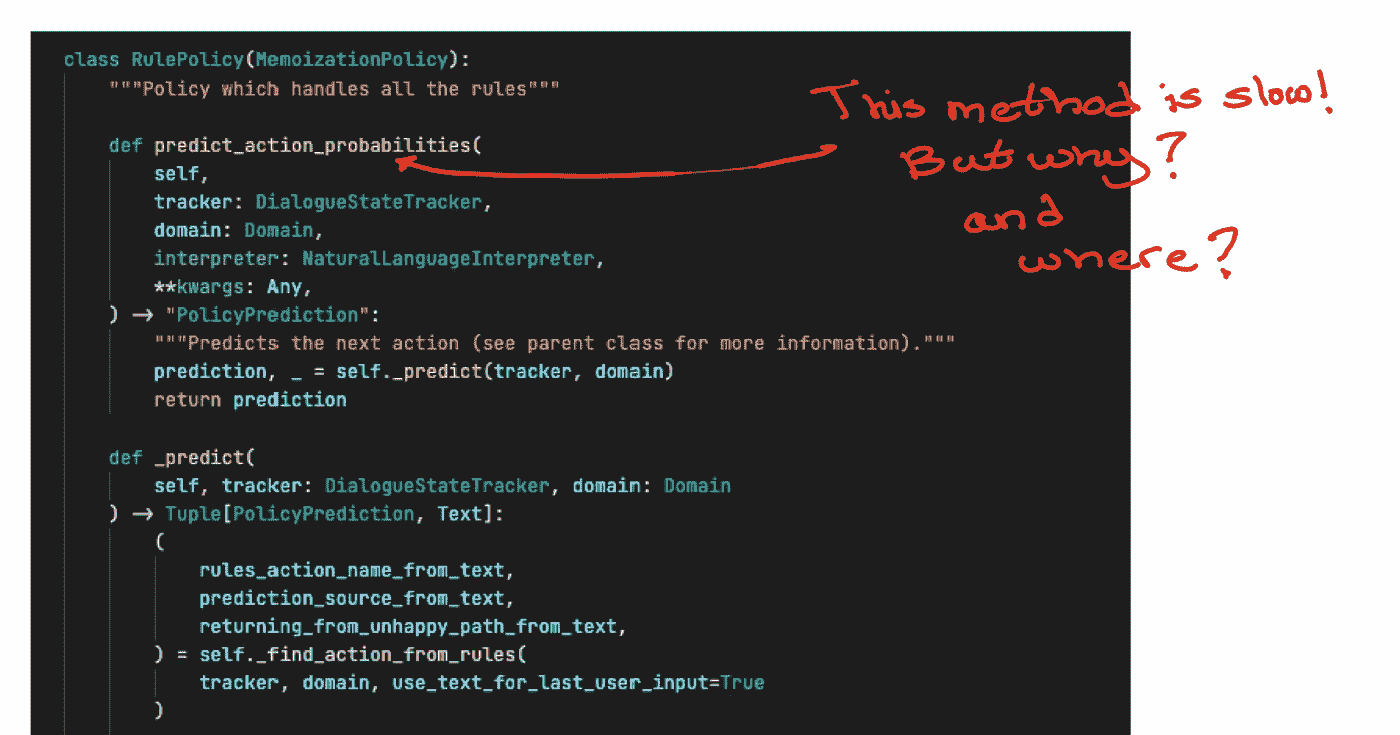 class RulePolicy(MemoizationPolicy):
"""Policy which handles all the rules"""
def predict_action_probabilities(
self,
tracker: DialogueStateTracker,
domain: Domain,
interpreter: NaturalLanguageInterpreter,
**kwargs: Any,
) → "PolicyPrediction":
"""Predicts the next action (see parent class for more information)."""
prediction, _ = self._predict(tracker, domain)
return prediction
def _predict(
self, tracker: DialogueStateTracker, domain: Domain
) → Tuple[PolicyPrediction, Text]:
(
rules_action_name_from_text,
prediction_source_from_text,
returning_from_unhappy_path_from_text,
) = self._find_action_from_rules(
tracker, domain, use_text_for_last_user_input=True
)
This method is slow!
But why?
and
where?